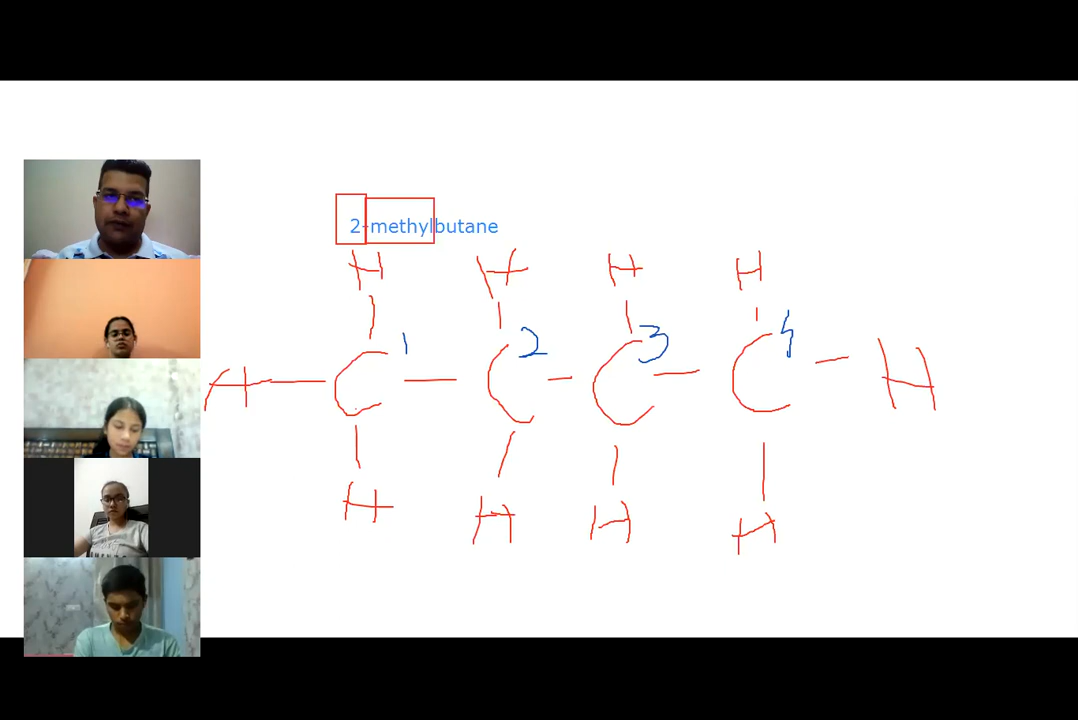 2-methylbutane
H H H H
1 2 3 4
H — C — C — C — C — H
H H H H